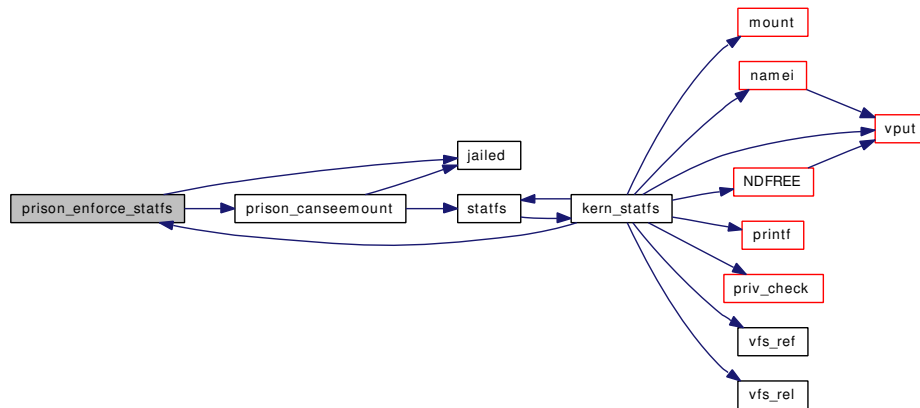 mount
namei
vput
jailed
NDFREE
prison_enforce_statfs
prison_canseemount
statfs
kern_statfs
printf
priv_check
vfs_ref
vfs_rel